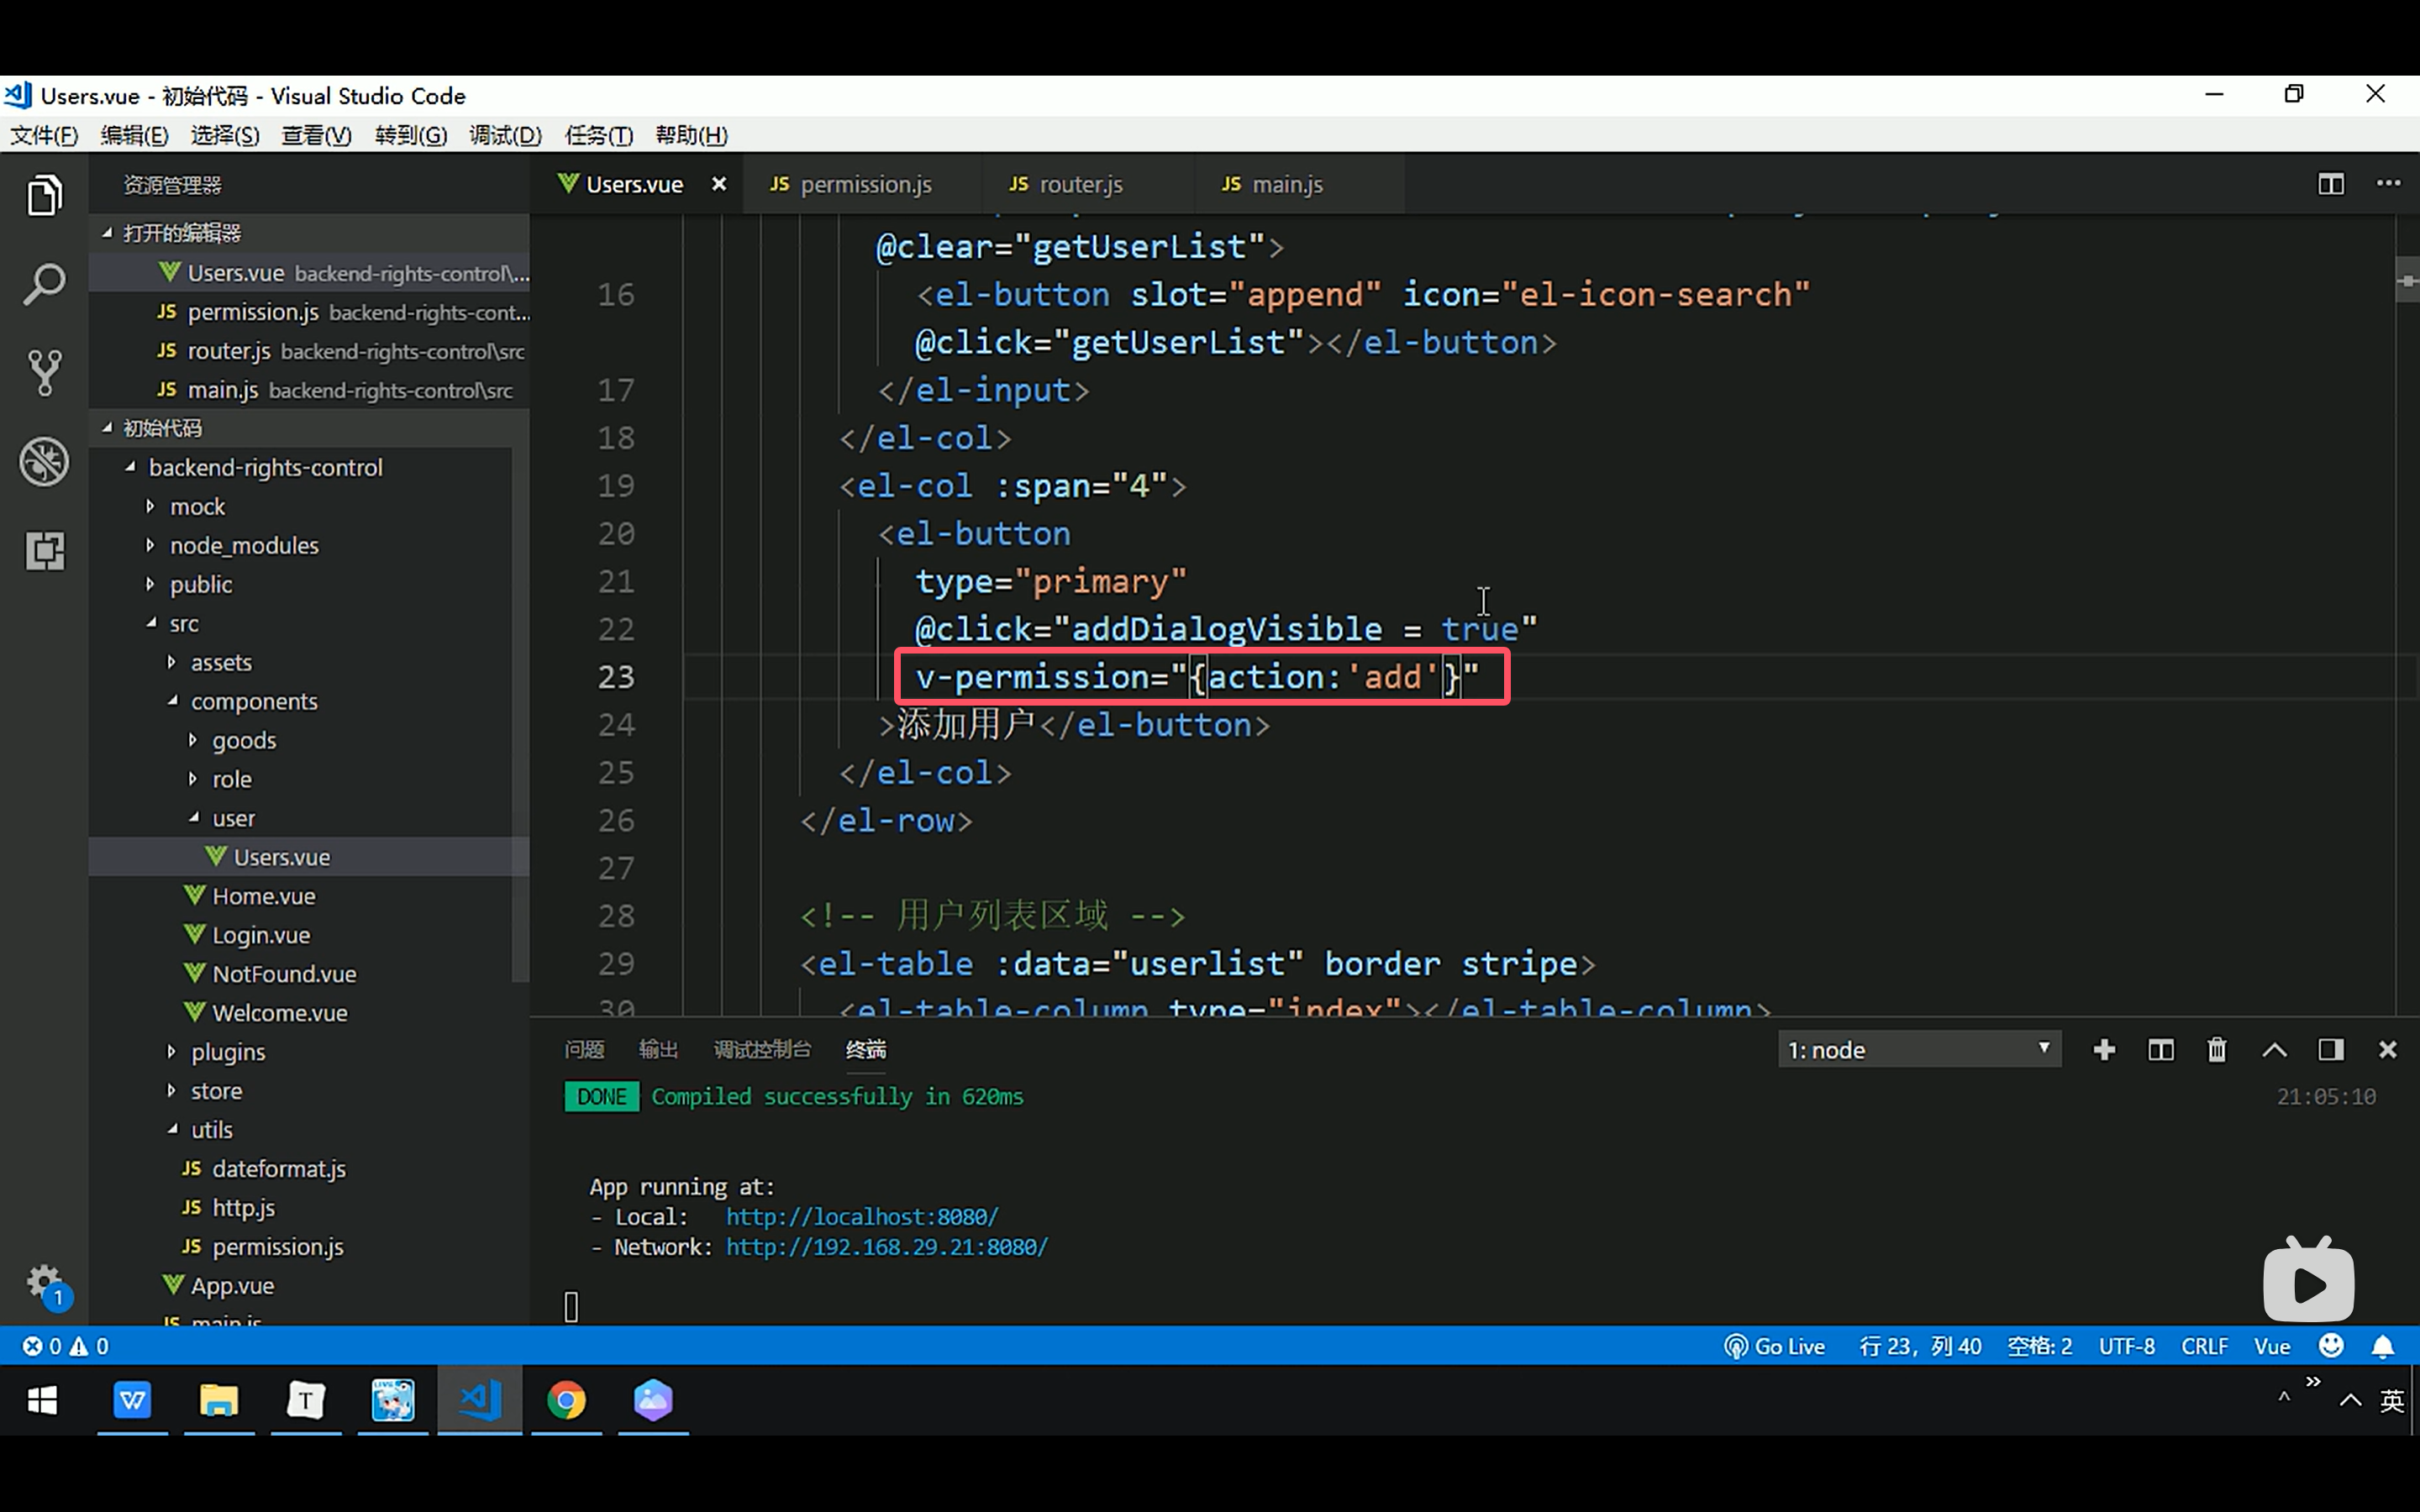 Users.vue - 初始代码 - Visual Studio Code
文件(F) 编辑(E) 选择(S) 查看(V) 转到(G) 调试(D) 任务(T) 帮助(H)
资源管理器
打开的编辑器
Users.vue backend-rights-control\...
JS permission.js backend-rights-cont...
JS router.js backend-rights-control\src
JS main.js backend-rights-control\src
初始代码
backend-rights-control
mock
node_modules
public
src
assets
components
goods
role
user
Users.vue
Home.vue
Login.vue
NotFound.vue
Welcome.vue
plugins
store
utils
JS dateformat.js
JS http.js
JS permission.js
App.vue
JS main.js
Users.vue × JS permission.js JS router.js JS main.js
@clear="getUserList">
16 <el-button slot="append" icon="el-icon-search"
@click="getUserList"></el-button>
17 </el-input>
18 </el-col>
19 <el-col :span="4">
20 <el-button
21 type="primary"
22 @click="addDialogVisible = true"
23 v-permission="{action:'add'}"
24 >添加用户</el-button>
25 </el-col>
26 </el-row>
27
28 <!-- 用户列表区域 -->
29 <el-table :data="userlist" border stripe>
30 <el-table-column type="index"></el-table-column>
问题 输出 调试控制台 终端 1: node
DONE Compiled successfully in 620ms 21:05:10
App running at:
- Local: http://localhost:8080/
- Network: http://192.168.29.21:8080/
1
0 0 Go Live 行 23，列 40 空格: 2 UTF-8 CRLF Vue
W T 英